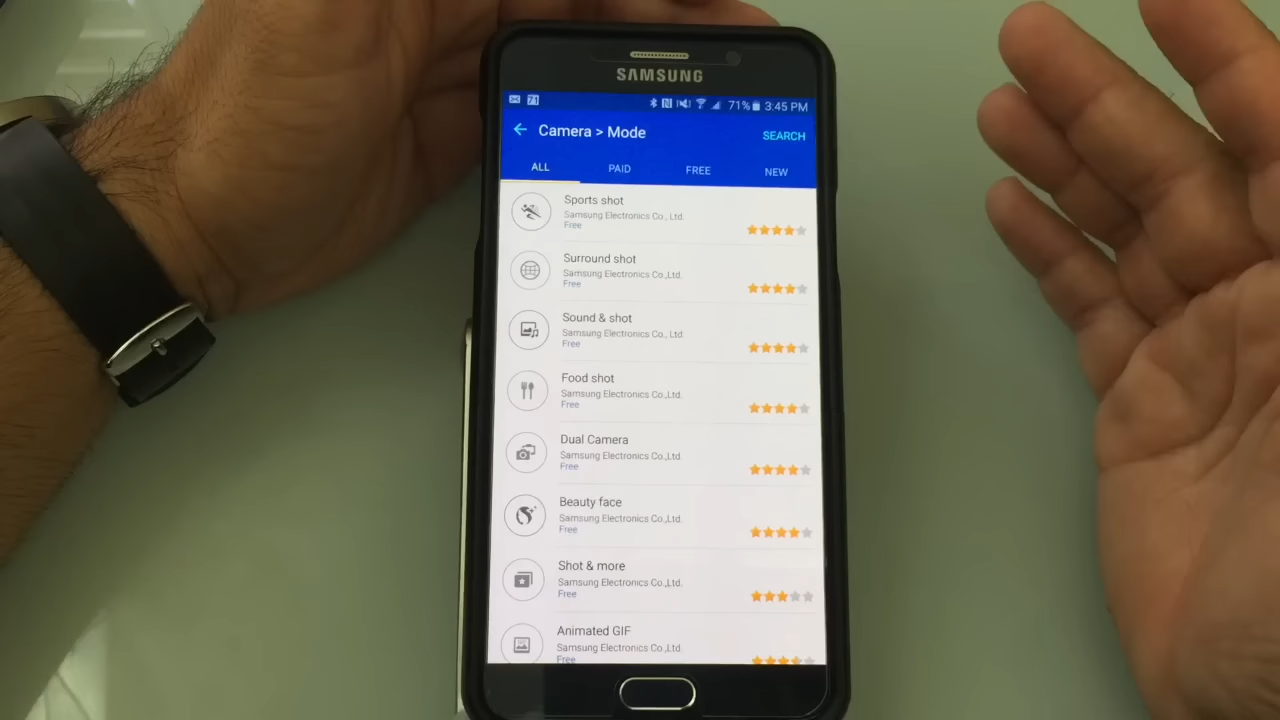 SAMSUNG
71 71% 3:45 PM
Camera > Mode SEARCH
ALL PAID FREE NEW
Sports shot
Samsung Electronics Co., Ltd.
Free
Surround shot
Samsung Electronics Co.,Ltd.
Free
Sound & shot
Samsung Electronics Co., Ltd
Free
Food shot
Samsung Electronics Co.,Ltd.
Free
Dual Camera
Samsung Electronics Co.,Ltd.
Free
Beauty face
Samsung Electronics Co.,Ltd.
Free
Shot & more
Samsung Electronics Co.,Ltd.
Free
Animated GIF
Samsung Electronics Co.,Ltd.
Free